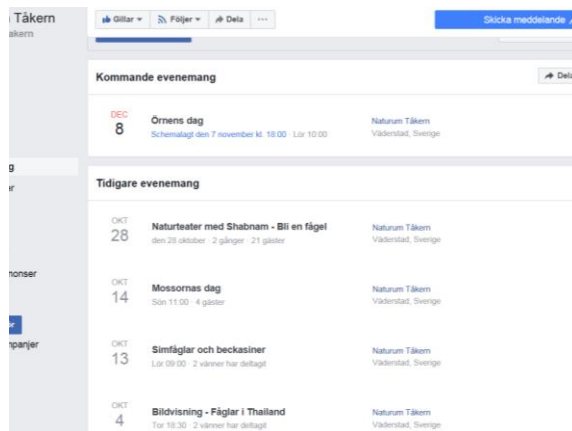 Tåkern
akern
Gillar
Följer
Dela
Skicka meddelande
Kommande evenemang
Dela
DEC
8
Örnens dag
Schemalagt den 7 november kl. 18:00 · Lör 10:00
Naturum Tåkern
Väderstad, Sverige
g
er
Tidigare evenemang
OKT
28
Naturteater med Shabnam - Bli en fågel
den 28 oktober · 2 gånger · 21 gäster
Naturum Tåkern
Väderstad, Sverige
nonser
OKT
14
Mossornas dag
Sön 11:00 · 4 gäster
Naturum Tåkern
Väderstad, Sverige
er
mpanjer
OKT
13
Simfåglar och beckasiner
Lör 09:00 · 2 vänner har deltagit
Naturum Tåkern
Väderstad, Sverige
OKT
4
Bildvisning - Fåglar i Thailand
Tor 18:30 · 2 vänner har deltagit
Naturum Tåkern
Väderstad, Sverige